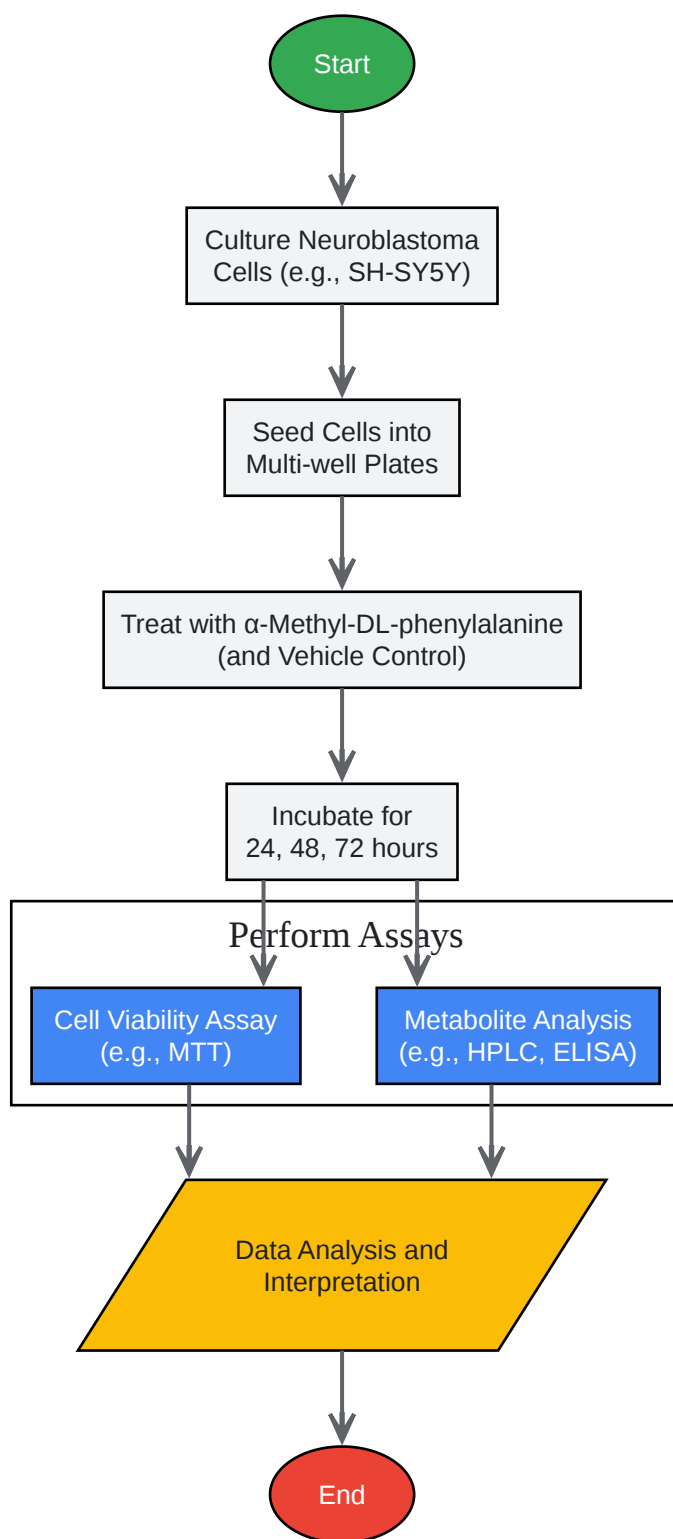 Start
Culture Neuroblastoma
Cells (e.g., SH-SY5Y)
Seed Cells into
Multi-well Plates
Treat with α-Methyl-DL-phenylalanine
(and Vehicle Control)
Incubate for
24, 48, 72 hours
Perform Assays
Cell Viability Assay
(e.g., MTT)
Metabolite Analysis
(e.g., HPLC, ELISA)
Data Analysis and
Interpretation
End